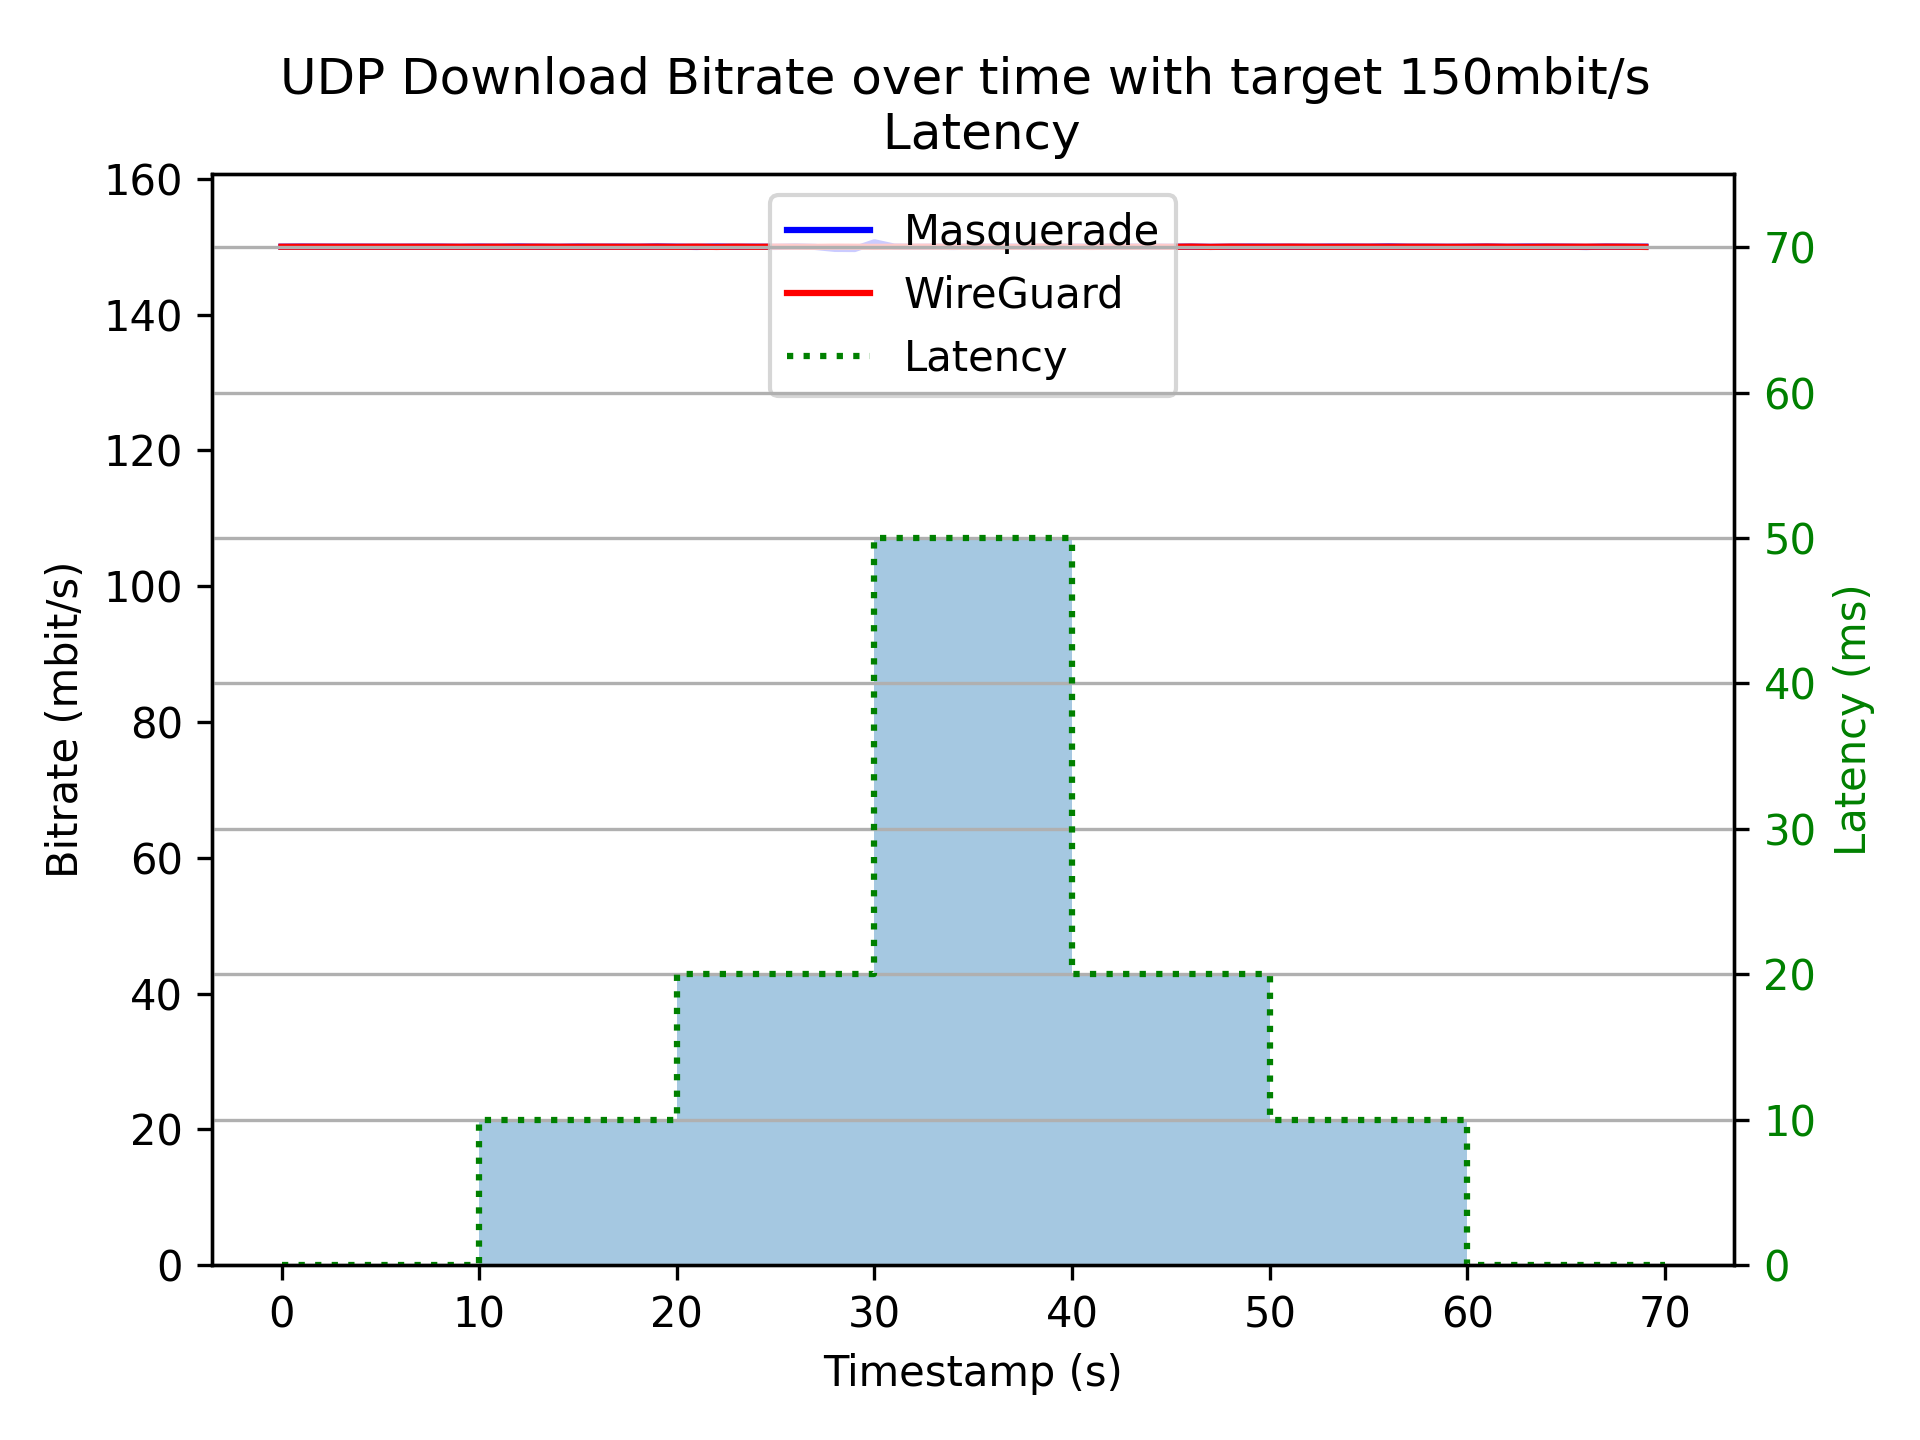 UDP Download Bitrate over time with target 150mbit/s
Latency
Masquerade
WireGuard
Latency
160
140
120
100
80
60
40
20
0
Bitrate (mbit/s)
70
60
50
40
30
20
10
0
Latency (ms)
0 10 20 30 40 50 60 70
Timestamp (s)